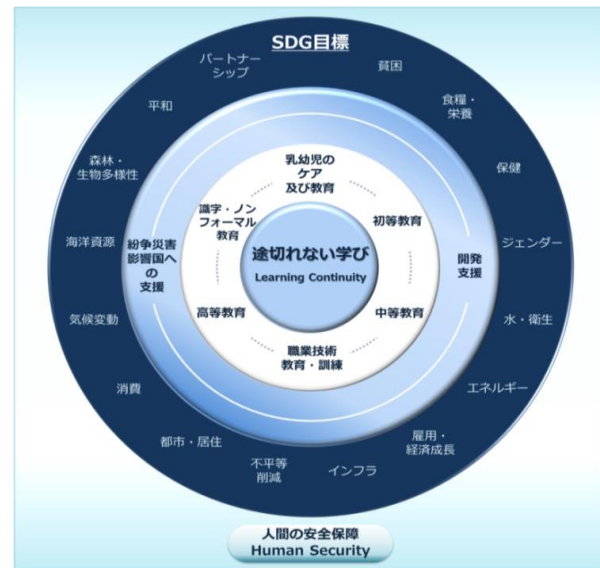 SDG目標
パートナー
シップ
貧困
平和
食糧・
栄養
森林・
生物多様性
保健
乳幼児の
ケア
及び教育
識字・ノン
フォーマル
教育
初等教育
海洋資源
紛争災害
影響国へ
の
支援
途切れない学び
Learning Continuity
開発
支援
ジェンダー
気候変動
高等教育
中等教育
水・衛生
職業技術
教育・訓練
消費
エネルギー
都市・居住
雇用・
経済成長
不平等
削減
インフラ
人間の安全保障
Human Security